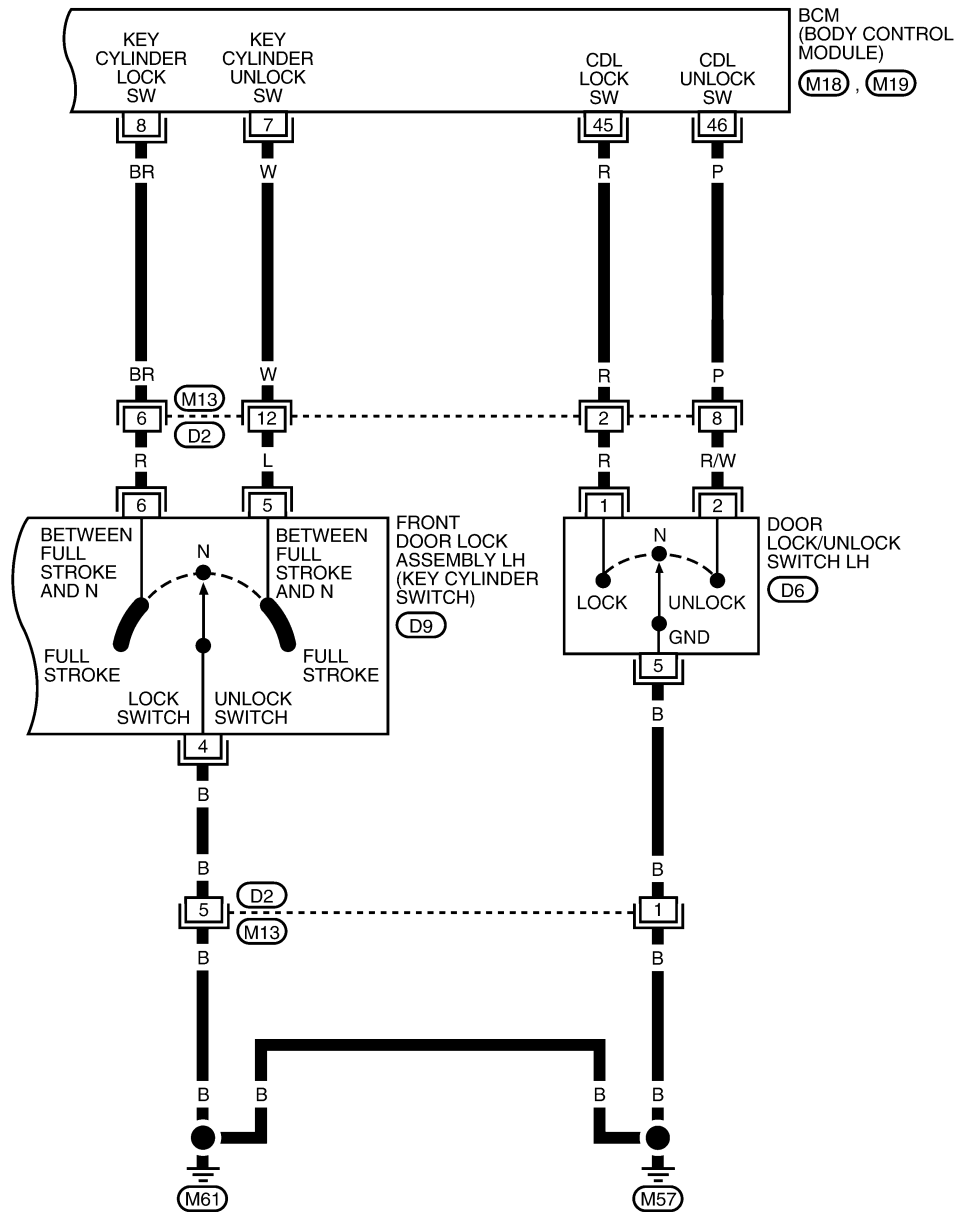 BCM
(BODY CONTROL
MODULE)
M18 , M19
KEY
CYLINDER
LOCK
SW
KEY
CYLINDER
UNLOCK
SW
CDL
LOCK
SW
CDL
UNLOCK
SW
8
7
45
46
BR
W
R
P
BR
W
R
P
M13
6
12
2
8
D2
R
L
R
R/W
6
5
1
2
BETWEEN
FULL
STROKE
AND N
N
BETWEEN
FULL
STROKE
AND N
FULL
STROKE
FULL
STROKE
LOCK
SWITCH
UNLOCK
SWITCH
FRONT
DOOR LOCK
ASSEMBLY LH
(KEY CYLINDER
SWITCH)
D9
N
LOCK
UNLOCK
GND
DOOR
LOCK/UNLOCK
SWITCH LH
D6
4
5
B
B
B
B
D2
5
1
M13
B
B
B
B
B
B
M61
M57